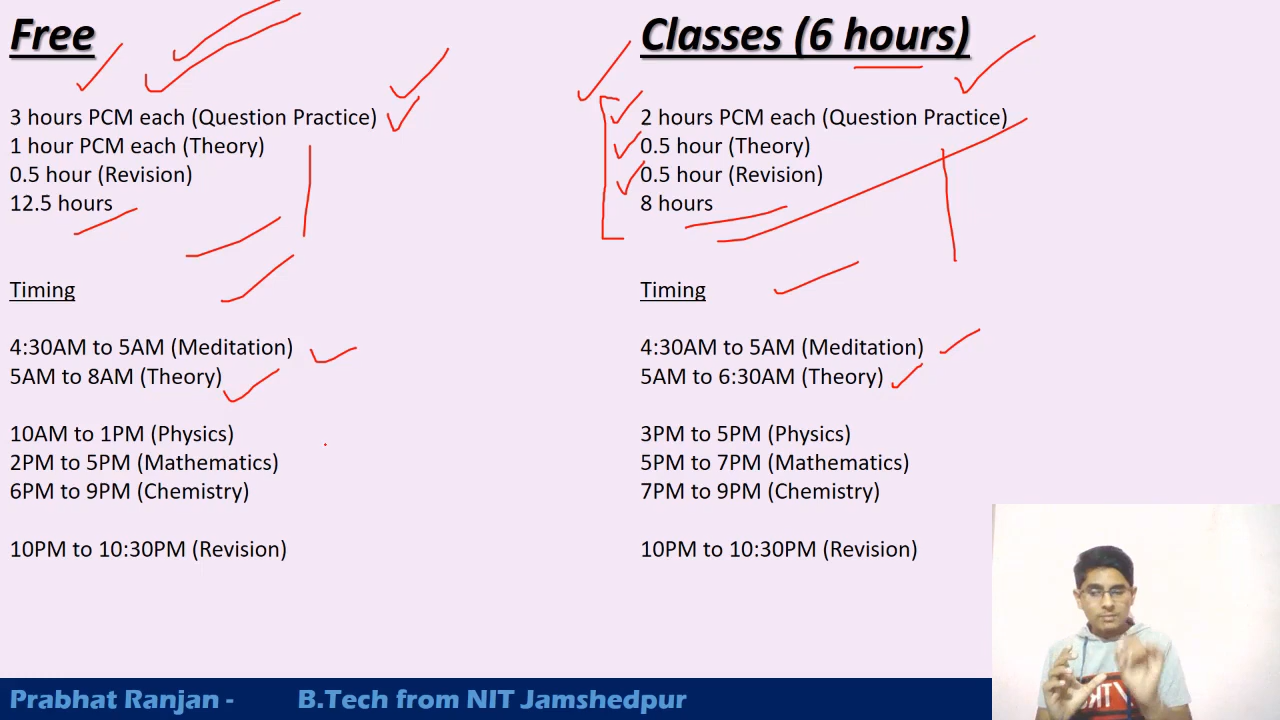 Free
3 hours PCM each (Question Practice)
1 hour PCM each (Theory)
0.5 hour (Revision)
12.5 hours
Timing
4:30AM to 5AM (Meditation)
5AM to 8AM (Theory)
10AM to 1PM (Physics)
2PM to 5PM (Mathematics)
6PM to 9PM (Chemistry)
10PM to 10:30PM (Revision)
Classes (6 hours)
2 hours PCM each (Question Practice)
0.5 hour (Theory)
0.5 hour (Revision)
8 hours
Timing
4:30AM to 5AM (Meditation)
5AM to 6:30AM (Theory)
3PM to 5PM (Physics)
5PM to 7PM (Mathematics)
7PM to 9PM (Chemistry)
10PM to 10:30PM (Revision)
Prabhat Ranjan - B.Tech from NIT Jamshedpur